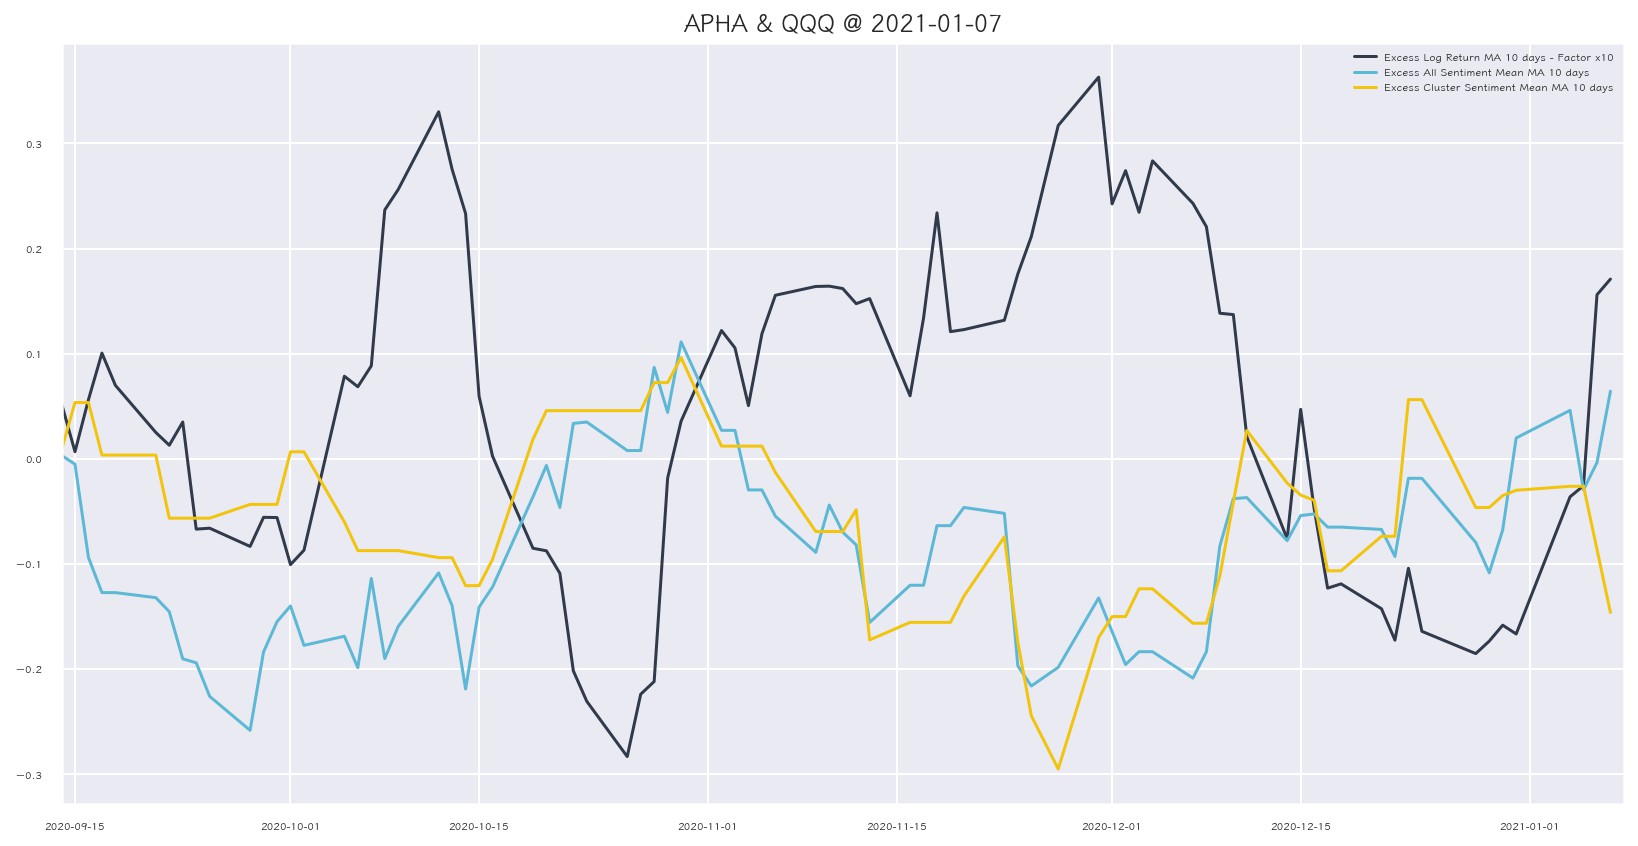 APHA & QQQ @ 2021-01-07
Excess Log Return MA 10 days - Factor x10
Excess All Sentiment Mean MA 10 days
Excess Cluster Sentiment Mean MA 10 days
0.3
0.2
0.1
0.0
−0.1
−0.2
−0.3
2020-09-15 2020-10-01 2020-10-15 2020-11-01 2020-11-15 2020-12-01 2020-12-15 2021-01-01